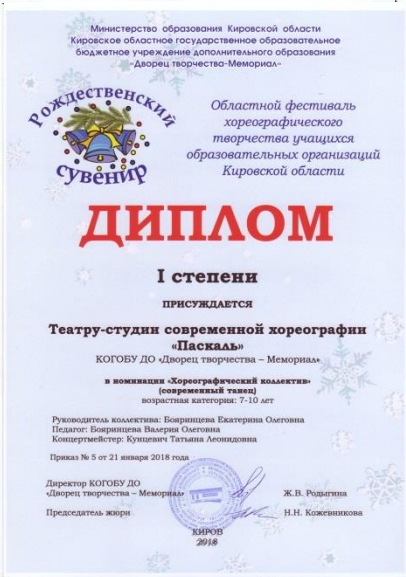 Министерство образования Кировской области
Кировское областное государственное образовательное
бюджетное учреждение дополнительного образования
«Дворец творчества-Мемориал»
Рождественский
сувенир
Областной фестиваль
хореографического
творчества учащихся
образовательных организаций
Кировской области
ДИПЛОМ
I степени
ПРИСУЖДАЕТСЯ
Театру-студии современной хореографии
«Паскаль»
КОГОБУ ДО «Дворец творчества – Мемориал»
в номинации «Хореографический коллектив»
(современный танец)
возрастная категория: 7-10 лет
Руководитель коллектива: Бояринцева Екатерина Олеговна
Педагог: Бояринцева Валерия Олеговна
Концертмейстер: Кунцевич Татьяна Леонидовна
Приказ № 5 от 21 января 2018 года
Директор КОГОБУ ДО
«Дворец творчества – Мемориал» Ж.В. Родыгина
Председатель жюри Н.Н. Кожевникова
КИРОВ
2018